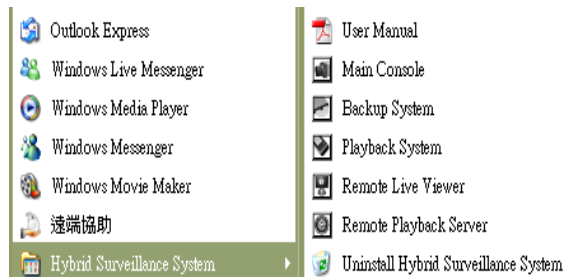 Outlook Express
Windows Live Messenger
Windows Media Player
Windows Messenger
Windows Movie Maker
遠端協助
Hybrid Surveillance System
User Manual
Main Console
Backup System
Playback System
Remote Live Viewer
Remote Playback Server
Uninstall Hybrid Surveillance System